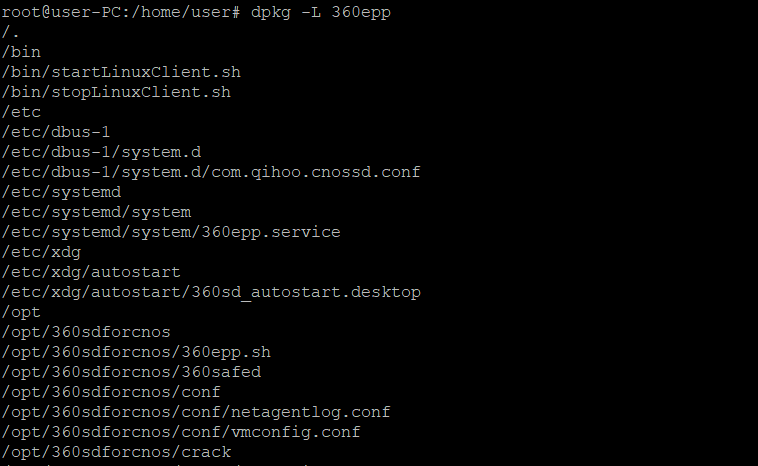 root@user-PC:/home/user# dpkg -L 360epp
/.
/bin
/bin/startLinuxClient.sh
/bin/stopLinuxClient.sh
/etc
/etc/dbus-1
/etc/dbus-1/system.d
/etc/dbus-1/system.d/com.qihoo.cnossd.conf
/etc/systemd
/etc/systemd/system
/etc/systemd/system/360epp.service
/etc/xdg
/etc/xdg/autostart
/etc/xdg/autostart/360sd_autostart.desktop
/opt
/opt/360sdforcnos
/opt/360sdforcnos/360epp.sh
/opt/360sdforcnos/360safed
/opt/360sdforcnos/conf
/opt/360sdforcnos/conf/netagentlog.conf
/opt/360sdforcnos/conf/vmconfig.conf
/opt/360sdforcnos/crack